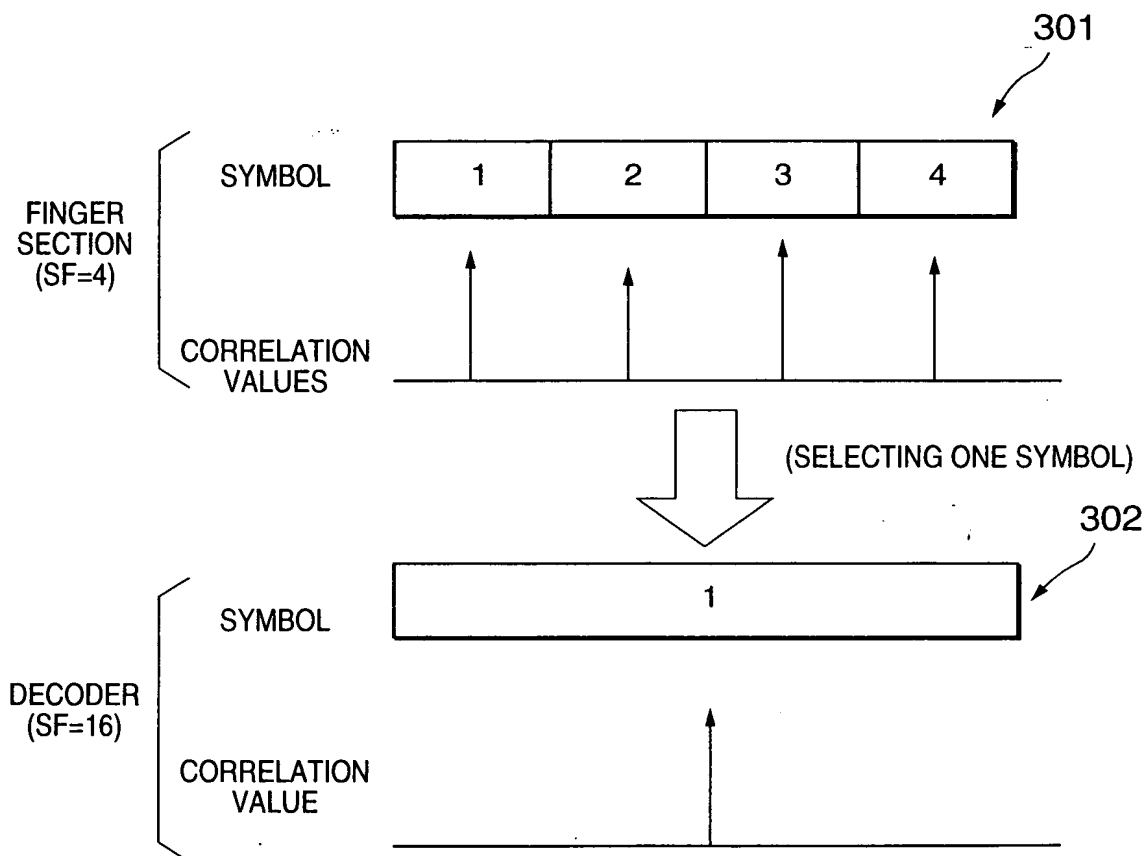 301
SYMBOL
1 2 3 4
FINGER
SECTION
(SF=4)
CORRELATION
VALUES
(SELECTING ONE SYMBOL)
302
SYMBOL
1
DECODER
(SF=16)
CORRELATION
VALUE